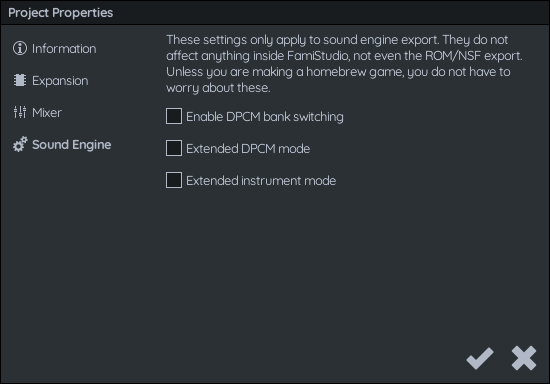 Project Properties
Information
Expansion
Mixer
Sound Engine
These settings only apply to sound engine export. They do not
affect anything inside FamiStudio, not even the ROM/NSF export.
Unless you are making a homebrew game, you do not have to
worry about these.
Enable DPCM bank switching
Extended DPCM mode
Extended instrument mode